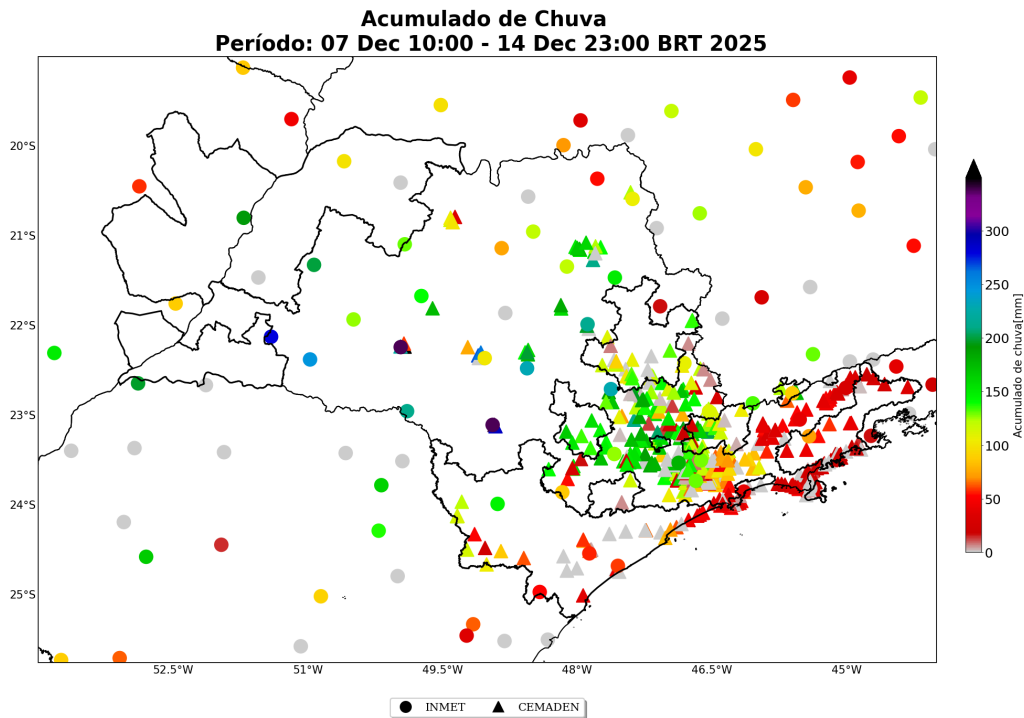 Acumulado de Chuva
Período: 07 Dec 10:00 - 14 Dec 23:00 BRT 2025
20°S
21°S
22°S
23°S
24°S
25°S
52.5°W
51°W
49.5°W
48°W
46.5°W
45°W
300
250
200
150
100
50
0
Acumulado de chuva[mm]
INMET
CEMADEN